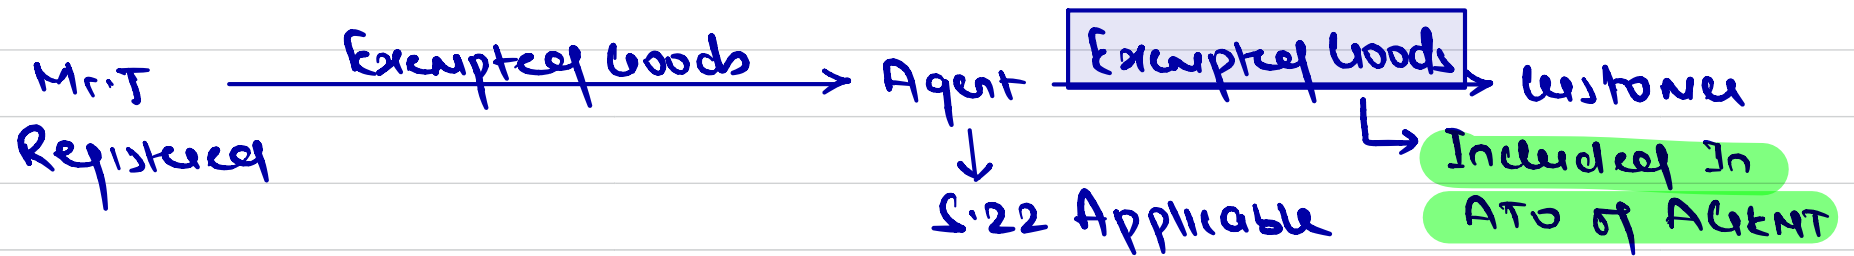 Mr.T Exempted Goods Agent Exempted Goods Customer
Registered
Included In
S.22 Applicable
ATO of AGENT